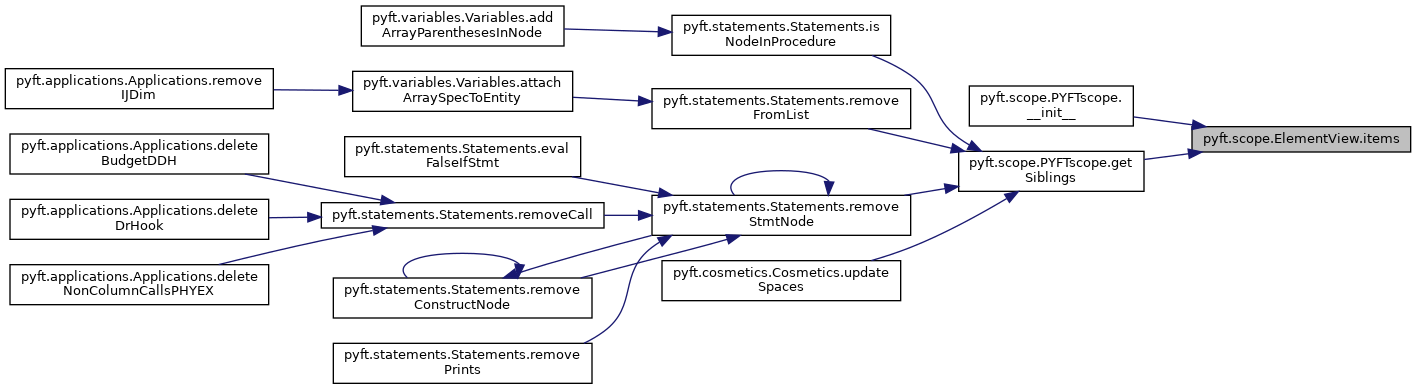 pyft.variables.Variables.add
ArrayParenthesesInNode
pyft.statements.Statements.is
NodeInProcedure
pyft.applications.Applications.remove
IJDim
pyft.variables.Variables.attach
ArraySpecToEntity
pyft.statements.Statements.remove
FromList
pyft.scope.PYFTscope.
__init__
pyft.scope.ElementView.items
pyft.applications.Applications.delete
BudgetDDH
pyft.statements.Statements.eval
FalseIfStmt
pyft.scope.PYFTscope.get
Siblings
pyft.applications.Applications.delete
DrHook
pyft.statements.Statements.removeCall
pyft.statements.Statements.remove
StmtNode
pyft.applications.Applications.delete
NonColumnCallsPHYEX
pyft.statements.Statements.remove
ConstructNode
pyft.cosmetics.Cosmetics.update
Spaces
pyft.statements.Statements.remove
Prints